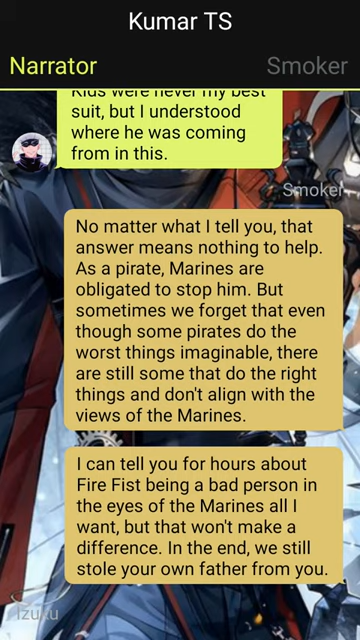 Kumar TS
Narrator
Smoker
Kids were never my best
suit, but I understood
where he was coming
from in this.
Smoker
No matter what I tell you, that
answer means nothing to help.
As a pirate, Marines are
obligated to stop him. But
sometimes we forget that even
though some pirates do the
worst things imaginable, there
are still some that do the right
things and don't align with the
views of the Marines.
I can tell you for hours about
Fire Fist being a bad person in
the eyes of the Marines all I
want, but that won't make a
difference. In the end, we still
stole your own father from you.
Izuku